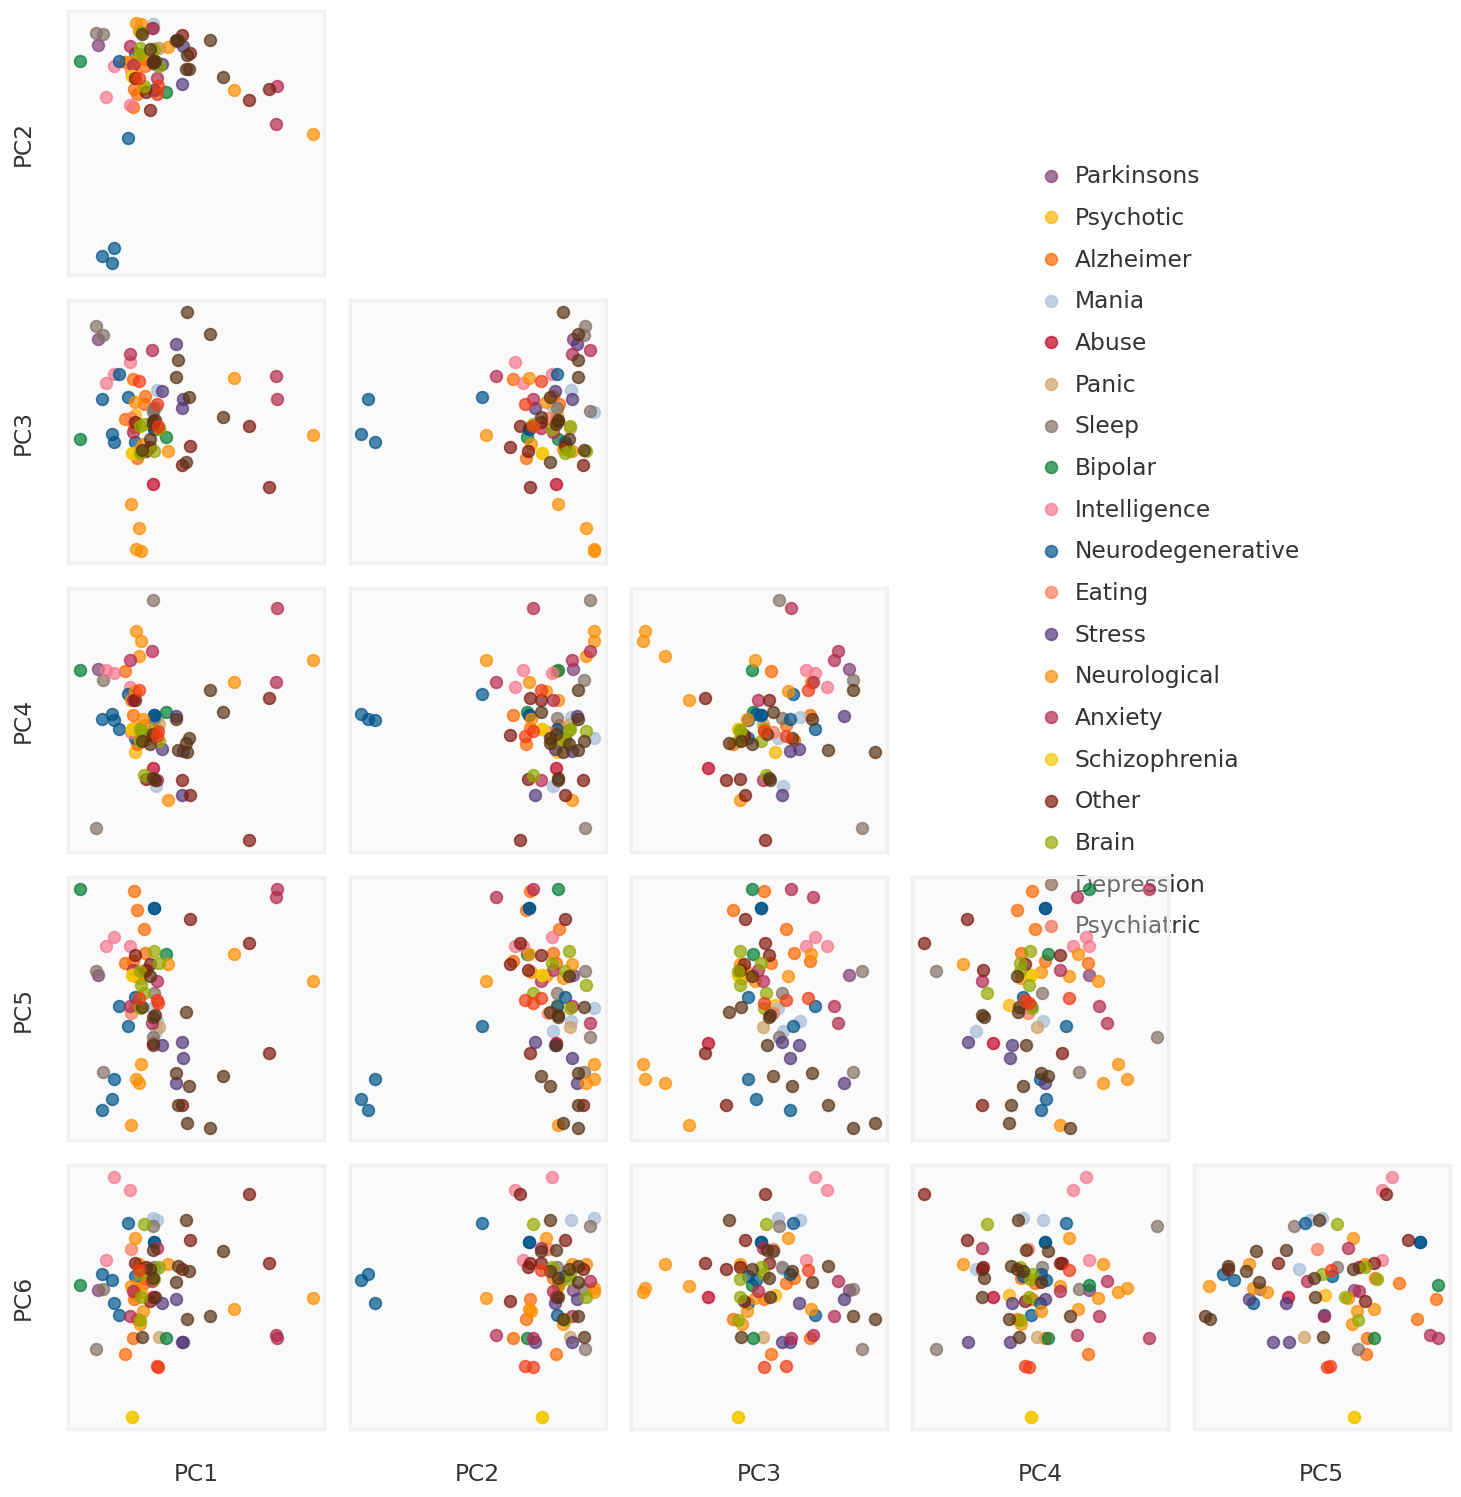 PC2
Parkinsons
Psychotic
Alzheimer
Mania
Abuse
Panic
PC3
Sleep
Bipolar
Intelligence
Neurodegenerative
Eating
Stress
Neurological
PC4
Anxiety
Schizophrenia
Other
Brain
Depression
Psychiatric
PC5
PC6
PC1
PC2
PC3
PC4
PC5